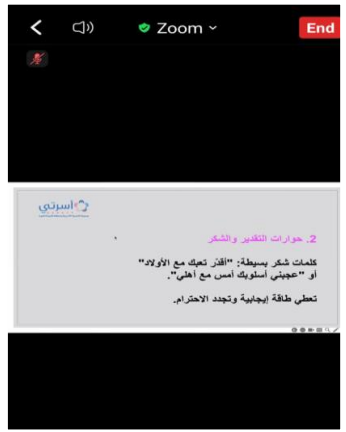 Zoom
End
أسرتي
2. حوارات التقدير والشكر
كلمات شكر بسيطة: "أقدّر تعبك مع الأولاد"
أو "عجبني أسلوبك أمس مع أهلي".
تعطي طاقة إيجابية وتجدد الاحترام.